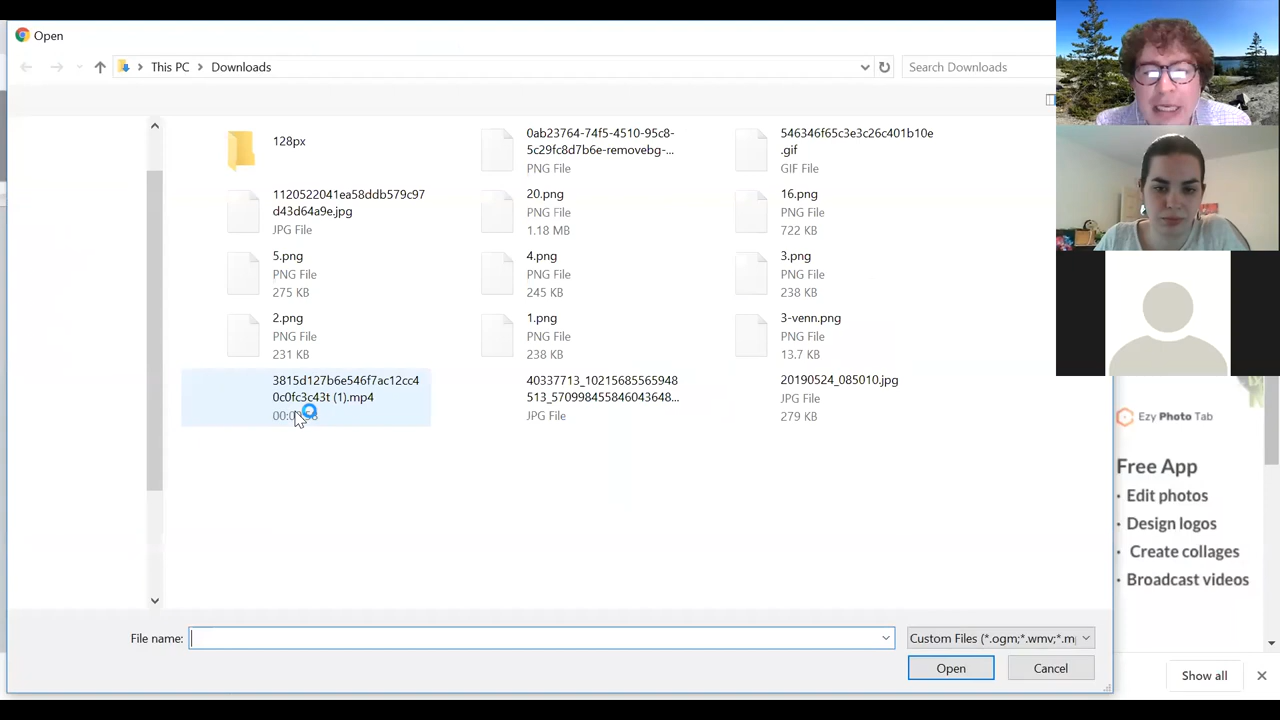 Open
This PC
Downloads
Search Downloads
128px
0ab23764-74f5-4510-95c8-
5c29fc8d7b6e-removebg-...
PNG File
546346f65c3e3c26c401b10e
.gif
GIF File
1120522041ea58ddb579c97
d43d64a9e.jpg
JPG File
20.png
PNG File
1.18 MB
16.png
PNG File
722 KB
5.png
PNG File
275 KB
4.png
PNG File
245 KB
3.png
PNG File
238 KB
2.png
PNG File
231 KB
1.png
PNG File
238 KB
3-venn.png
PNG File
13.7 KB
3815d127b6e546f7ac12cc4
0c0fc3c43t (1).mp4
40337713_10215685565948
513_570998455846043648...
JPG File
20190524_085010.jpg
JPG File
279 KB
File name:
Custom Files (*.ogm;*.wmv;*.m
Open
Cancel
Ezy Photo Tab
Free App
· Edit photos
· Design logos
· Create collages
· Broadcast videos
Show all